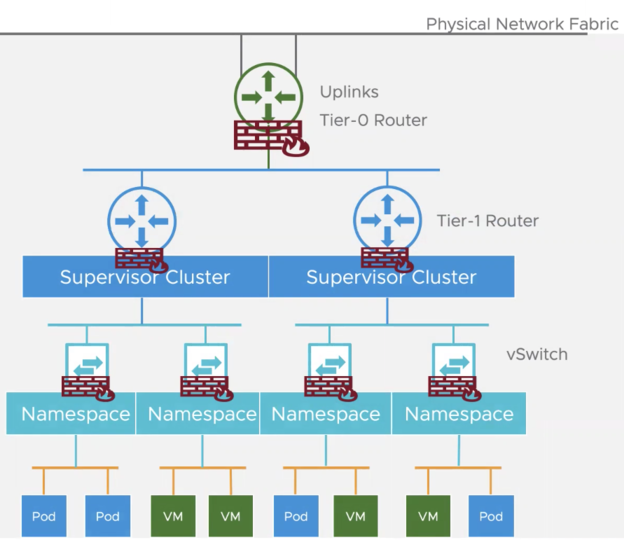 Physical Network Fabric
Uplinks
Tier-0 Router
Tier-1 Router
Supervisor Cluster
Supervisor Cluster
vSwitch
Namespace
Namespace
Namespace
Namespace
Pod
Pod
VM
VM
Pod
VM
VM
Pod